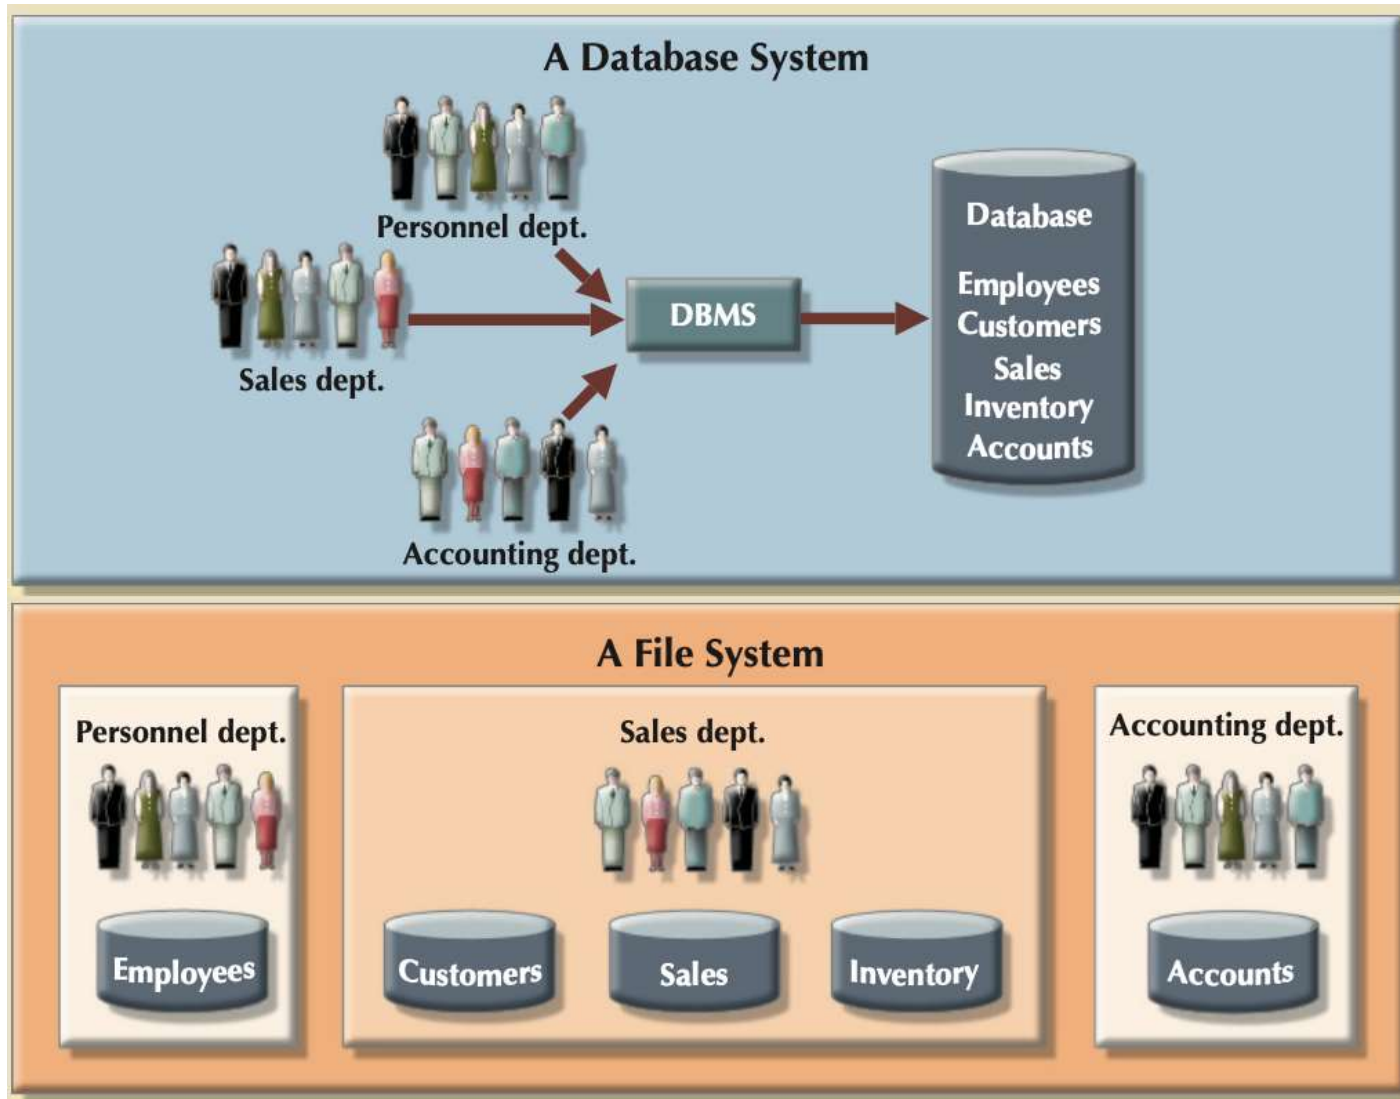 A Database System
Personnel dept.
Sales dept.
Accounting dept.
DBMS
Database
Employees
Customers
Sales
Inventory
Accounts
A File System
Personnel dept.
Employees
Sales dept.
Customers
Sales
Inventory
Accounting dept.
Accounts